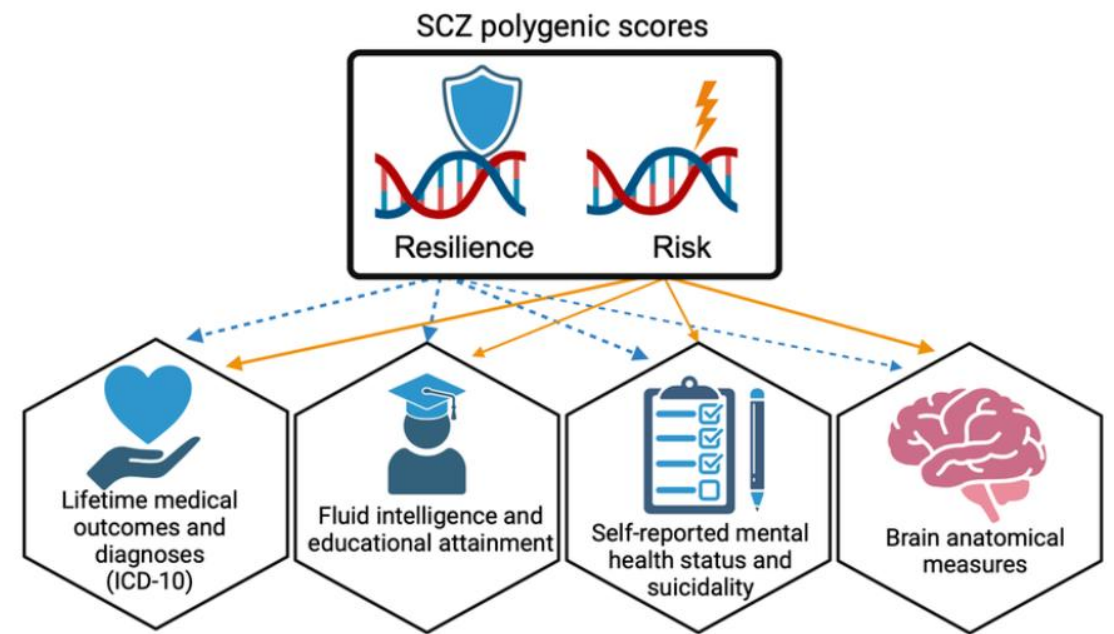 SCZ polygenic scores
Resilience
Risk
Lifetime medical
outcomes and
diagnoses
(ICD-10)
Fluid intelligence and
educational attainment
Self-reported mental
health status and
suicidality
Brain anatomical
measures